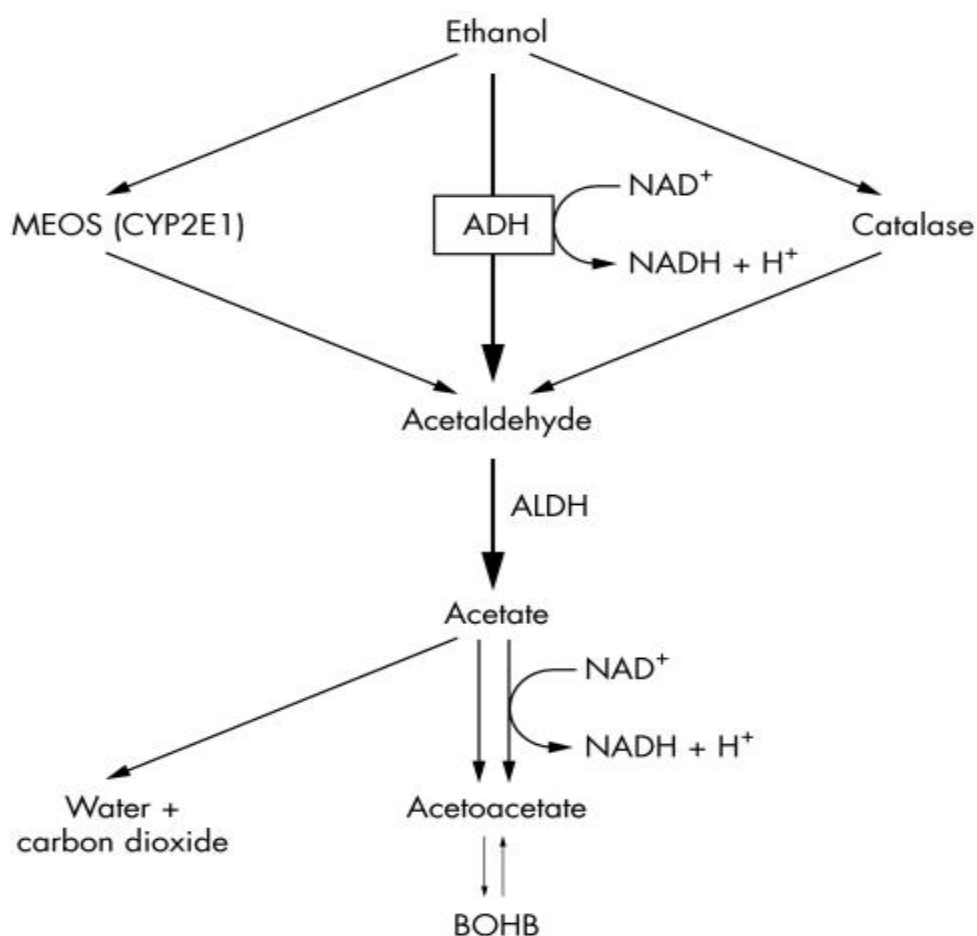 Ethanol
NAD⁺
MEOS (CYP2E1)
ADH
Catalase
NADH + H⁺
Acetaldehyde
ALDH
Acetate
NAD⁺
NADH + H⁺
Water +
carbon dioxide
Acetoacetate
BOHB